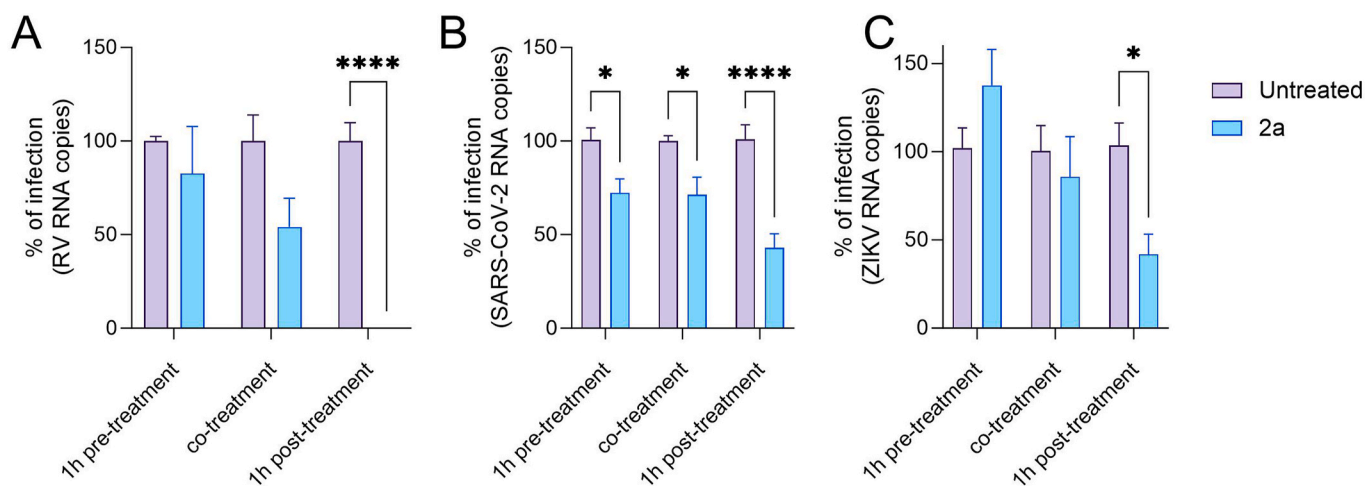 A
150
100
50
0
% of infection
(RV RNA copies)
****
1h pre-treatment
co-treatment
1h post-treatment
B
150
100
50
0
% of infection
(SARS-CoV-2 RNA copies)
*
*
****
1h pre-treatment
co-treatment
1h post-treatment
C
150
100
50
0
% of infection
(ZIKV RNA copies)
*
1h pre-treatment
co-treatment
1h post-treatment
Untreated
2a